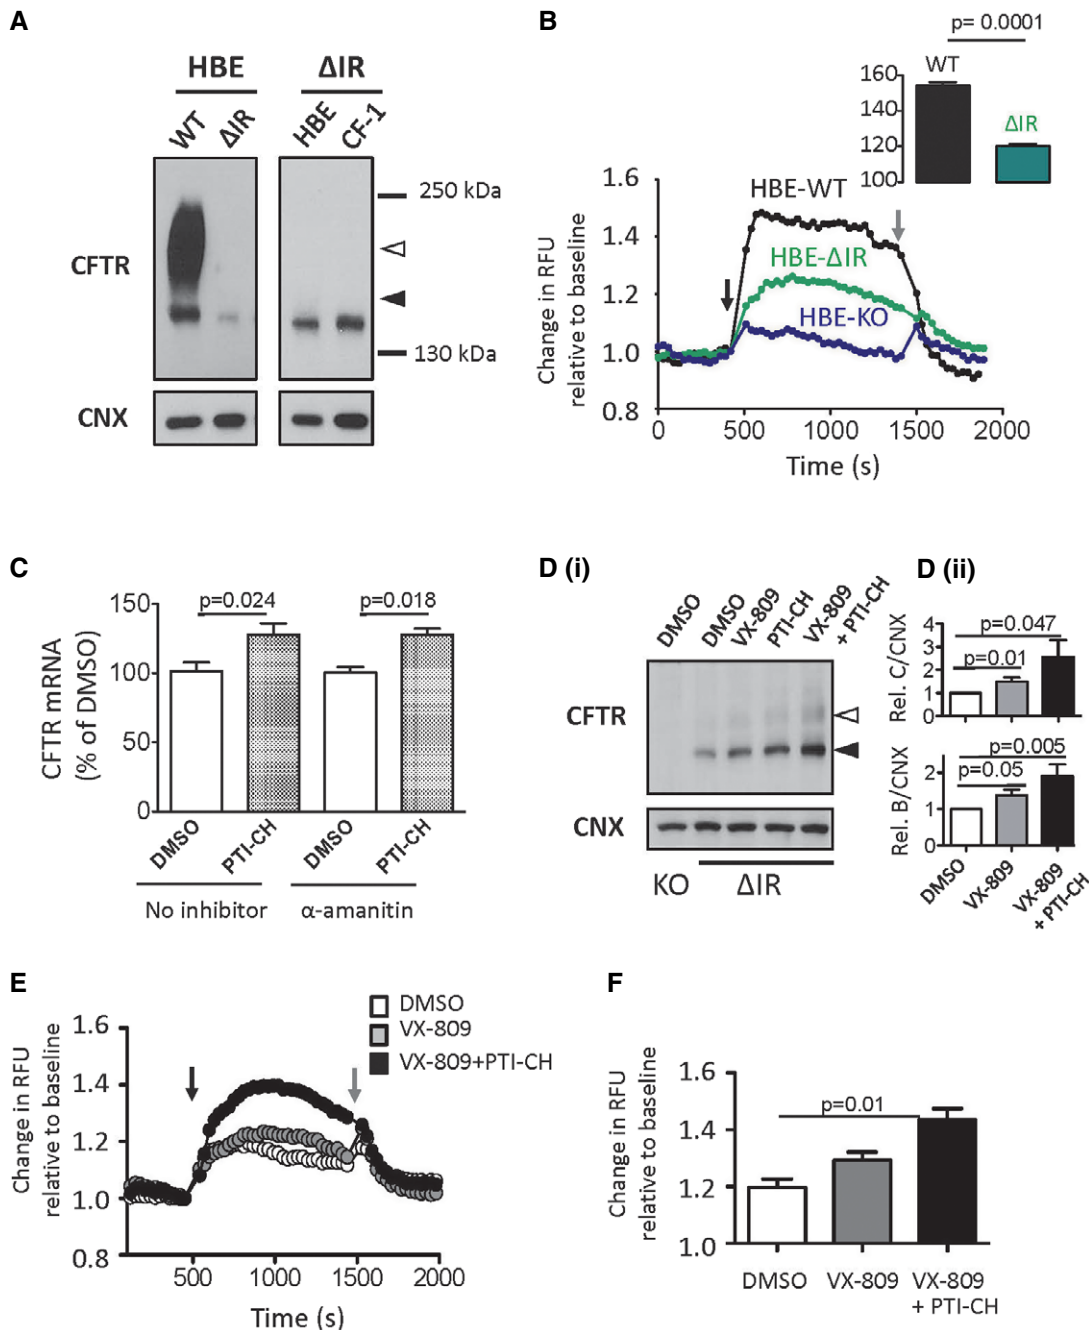 A
HBE
ΔIR
WT
ΔIR
HBE
CF-1
250 kDa
CFTR
130 kDa
CNX
B
p= 0.0001
WT
ΔIR
160
140
120
100
1.6
1.4
1.2
1.0
0.8
Change in RFU
relative to baseline
HBE-WT
HBE-ΔIR
HBE-KO
0
500
1000
1500
2000
Time (s)
C
150
100
50
0
CFTR mRNA
(% of DMSO)
p=0.024
p=0.018
DMSO
PTI-CH
DMSO
PTI-CH
No inhibitor
α-amanitin
D (i)
DMSO
DMSO
VX-809
PTI-CH
VX-809
+ PTI-CH
CFTR
CNX
KO
ΔIR
D (ii)
Rel. C/CNX
4
3
2
1
0
p=0.047
p=0.01
Rel. B/CNX
2
1
0
p=0.005
p=0.05
DMSO
VX-809
VX-809
+ PTI-CH
E
DMSO
VX-809
VX-809+PTI-CH
1.6
1.4
1.2
1.0
0.8
Change in RFU
relative to baseline
500
1000
1500
2000
Time (s)
F
Change in RFU
relative to baseline
1.6
1.4
1.2
1.0
p=0.01
DMSO
VX-809
VX-809
+ PTI-CH